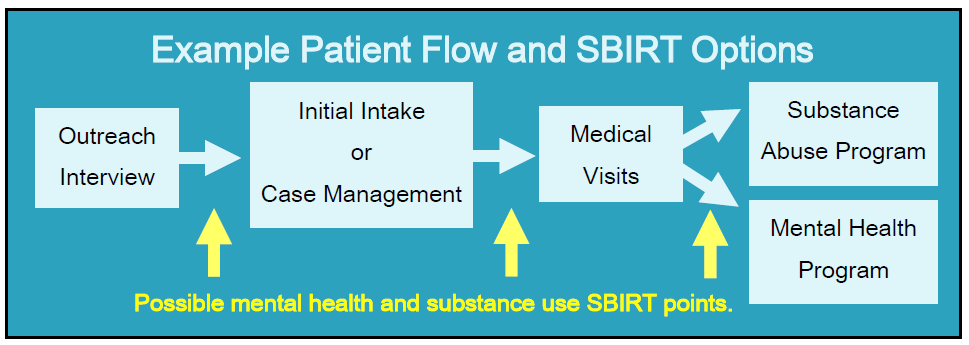 Example Patient Flow and SBIRT Options
Outreach
Interview
Initial Intake
or
Case Management
Medical
Visits
Substance
Abuse Program
Mental Health
Program
Possible mental health and substance use SBIRT points.